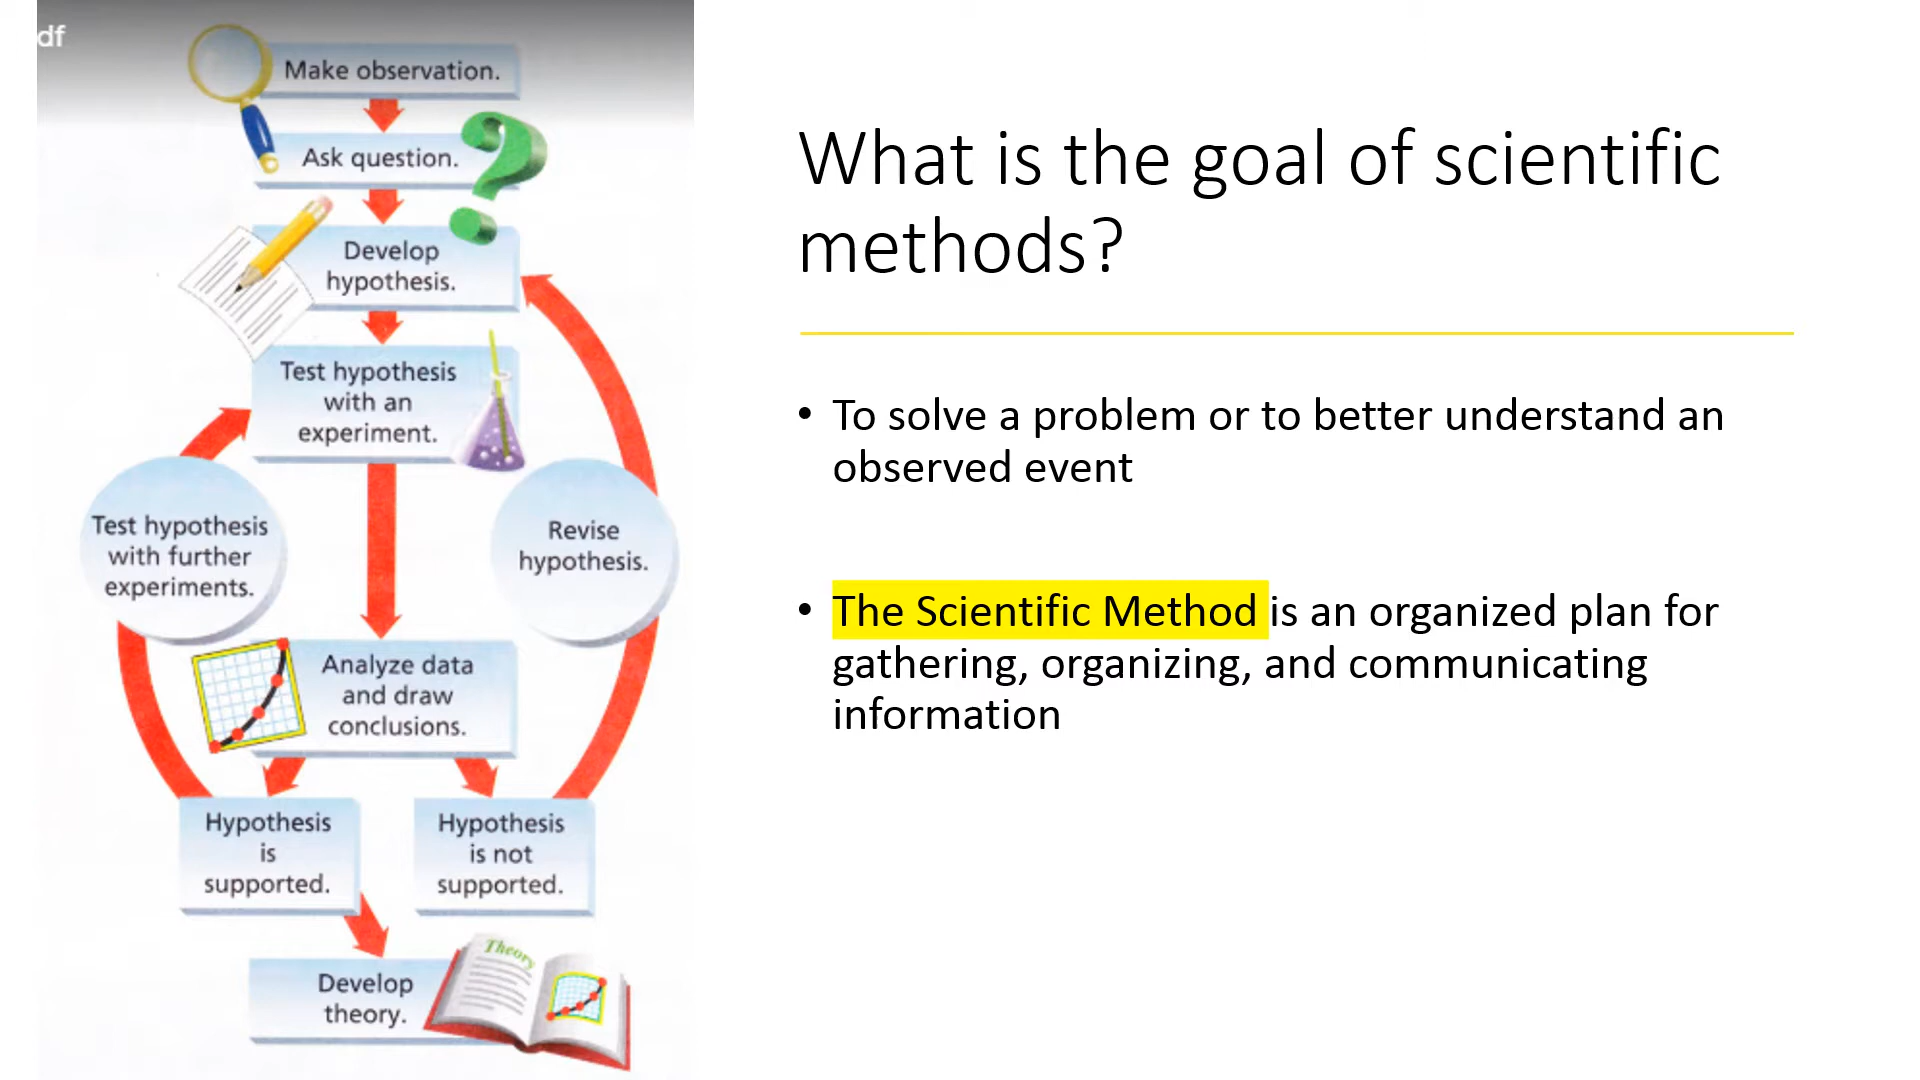 df
Make observation.
Ask question.
Develop
hypothesis.
Test hypothesis
with an
experiment.
Test hypothesis
with further
experiments.
Revise
hypothesis.
Analyze data
and draw
conclusions.
Hypothesis
is
supported.
Hypothesis
is not
supported.
Develop
theory.
Theory
What is the goal of scientific
methods?
• To solve a problem or to better understand an
observed event
• The Scientific Method is an organized plan for
gathering, organizing, and communicating
information